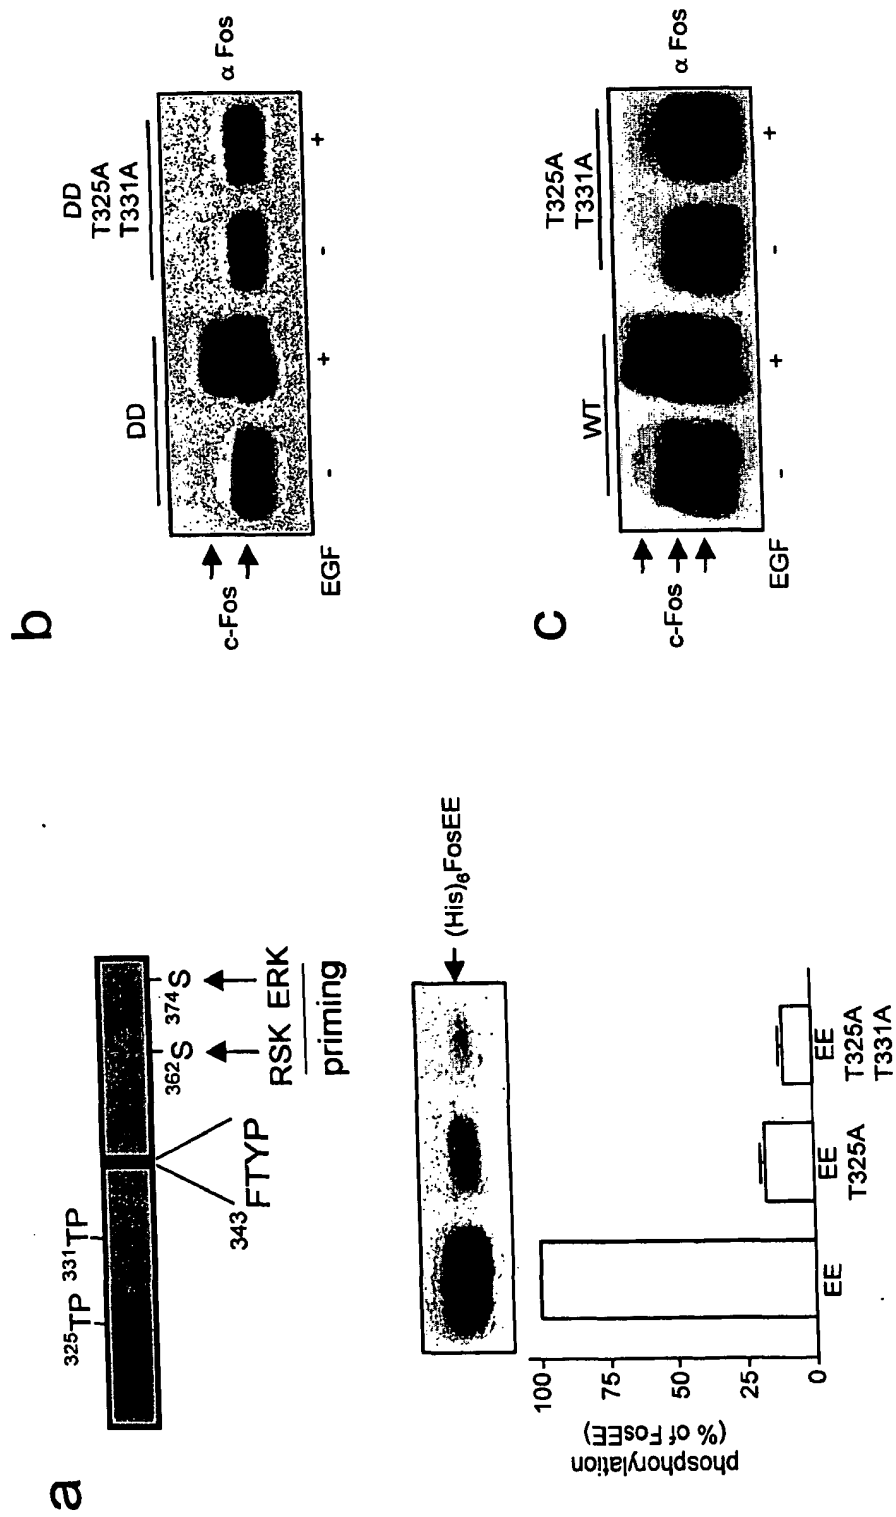 a
325TP 331TP
343FTYP
362S 374S
RSK ERK
priming
(His)6FosEE
phosphorylation
(% of FosEE)
100
75
50
25
0
EE
EE
T325A
EE
T325A
T331A
b
DD
DD
T325A
T331A
c-Fos
α Fos
EGF - + - +
c
WT
T325A
T331A
c-Fos
α Fos
EGF - + - +